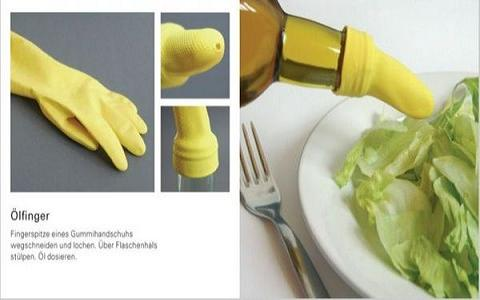 Ölfinger
Fingerspitze eines Gummihandschuhs
wegschneiden und lochen. Über Flaschenhals
stülpen. Öl dosieren.